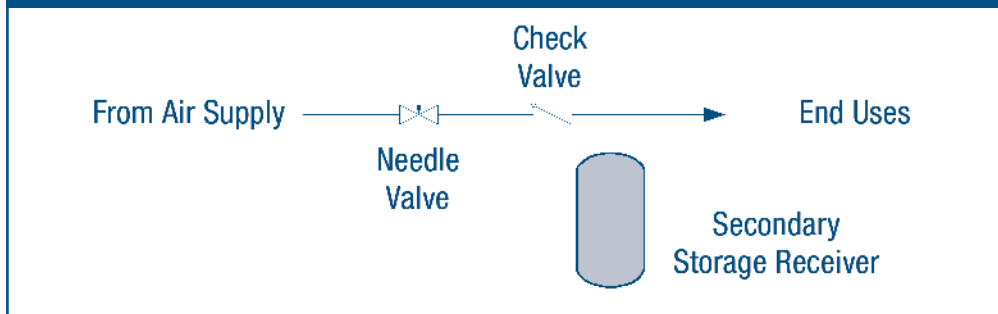 Check
Valve
From Air Supply
End Uses
Needle
Valve
Secondary
Storage Receiver